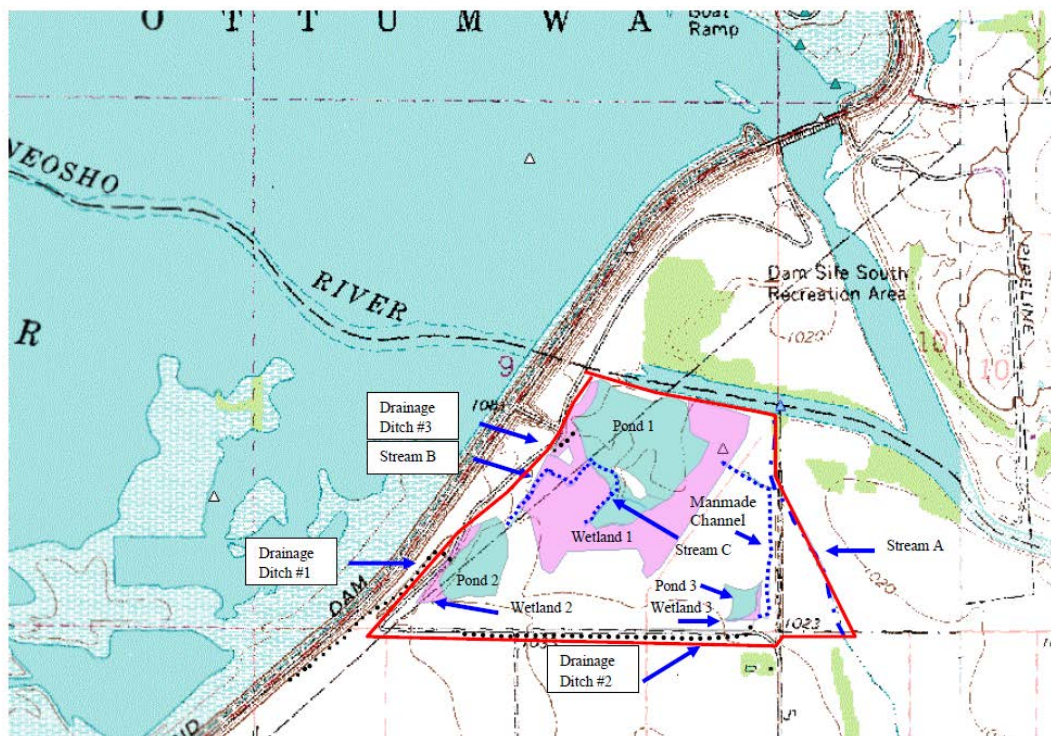 O T T U M W A
Boat
Ramp
NEOSHO
RIVER
R
9
Dam Site South
Recreation Area
1020
10
10
PIPELINE
Drainage
Ditch #3
Stream B
Pond 1
Manmade
Channel
Wetland 1
Stream C
Stream A
Drainage
Ditch #1
DAM
Pond 2
Pond 3
Wetland 2
Wetland 3
1023
1020
Drainage
Ditch #2